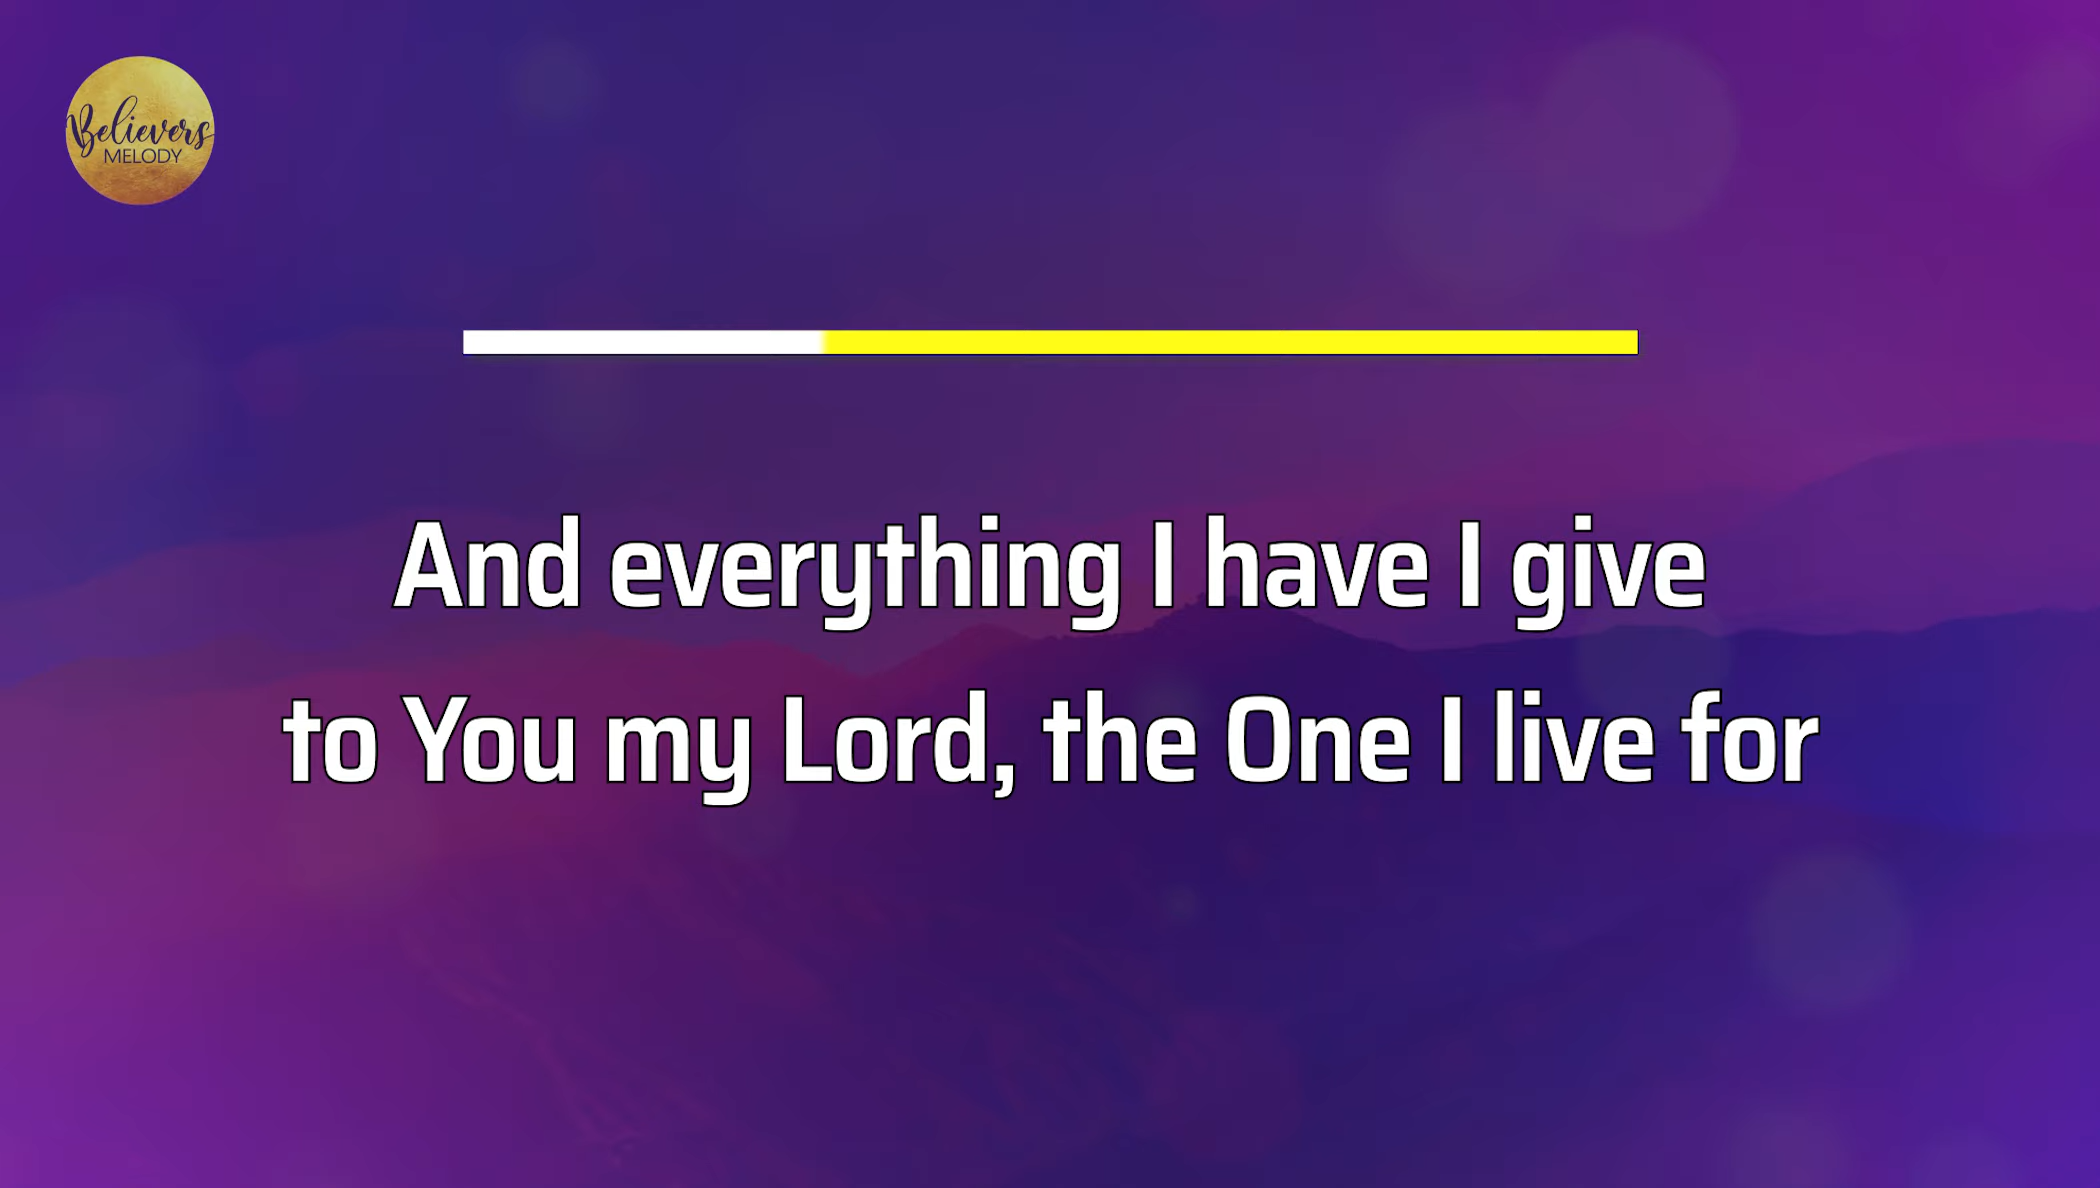 Believers
MELODY
And everything I have I give
to You my Lord, the One I live for